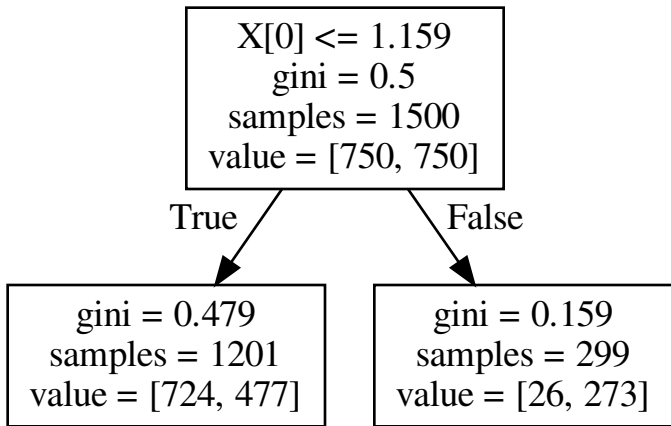 X[0] <= 1.159
gini = 0.5
samples = 1500
value = [750, 750]
True
False
gini = 0.479
samples = 1201
value = [724, 477]
gini = 0.159
samples = 299
value = [26, 273]